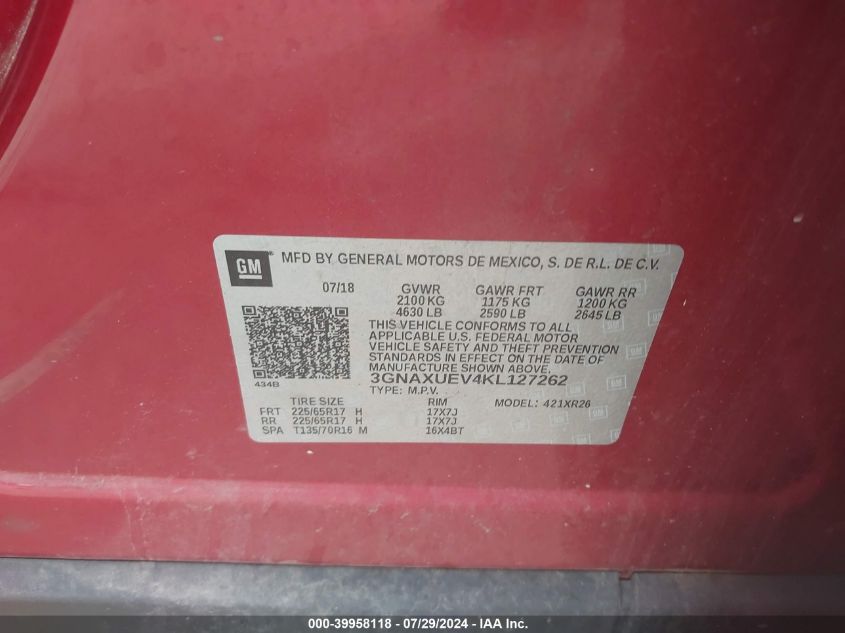 GM ® MFD BY GENERAL MOTORS DE MEXICO, S. DE R.L. DE C.V.
07/18 GVWR GAWR FRT GAWR RR
2100 KG 1175 KG 1200 KG
4630 LB 2590 LB 2645 LB
THIS VEHICLE CONFORMS TO ALL
APPLICABLE U.S. FEDERAL MOTOR
VEHICLE SAFETY AND THEFT PREVENTION
STANDARDS IN EFFECT ON THE DATE OF
MANUFACTURE SHOWN ABOVE.
434B 3GNAXUEV4KL127262
TYPE: M.P.V.
TIRE SIZE RIM MODEL: 421XR26
FRT 225/65R17 H 17X7J
RR 225/65R17 H 17X7J
SPA T135/70R16 M 16X4BT
000-39958118 - 07/29/2024 - IAA Inc.